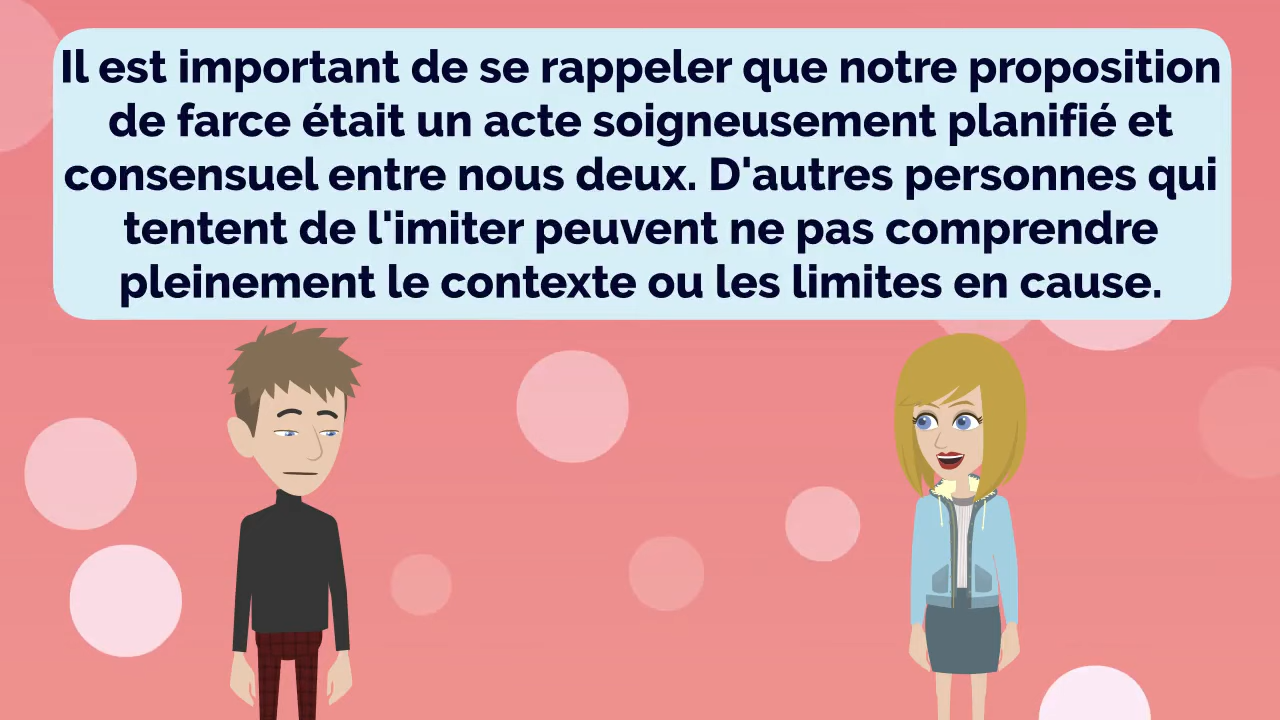 Il est important de se rappeler que notre proposition
de farce était un acte soigneusement planifié et
consensuel entre nous deux. D'autres personnes qui
tentent de l'imiter peuvent ne pas comprendre
pleinement le contexte ou les limites en cause.